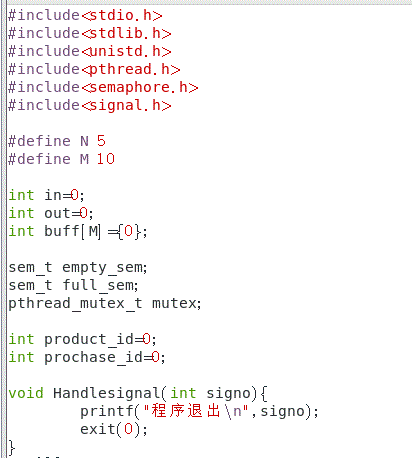 #include<stdio.h>
#include<stdlib.h>
#include<unistd.h>
#include<pthread.h>
#include<semaphore.h>
#include<signal.h>
#define N 5
#define M 10
int in=0;
int out=0;
int buff[M]={0};
sem_t empty_sem;
sem_t full_sem;
pthread_mutex_t mutex;
int product_id=0;
int prochase_id=0;
void Handlesignal(int signo){
printf("程序退出\n",signo);
exit(0);
}